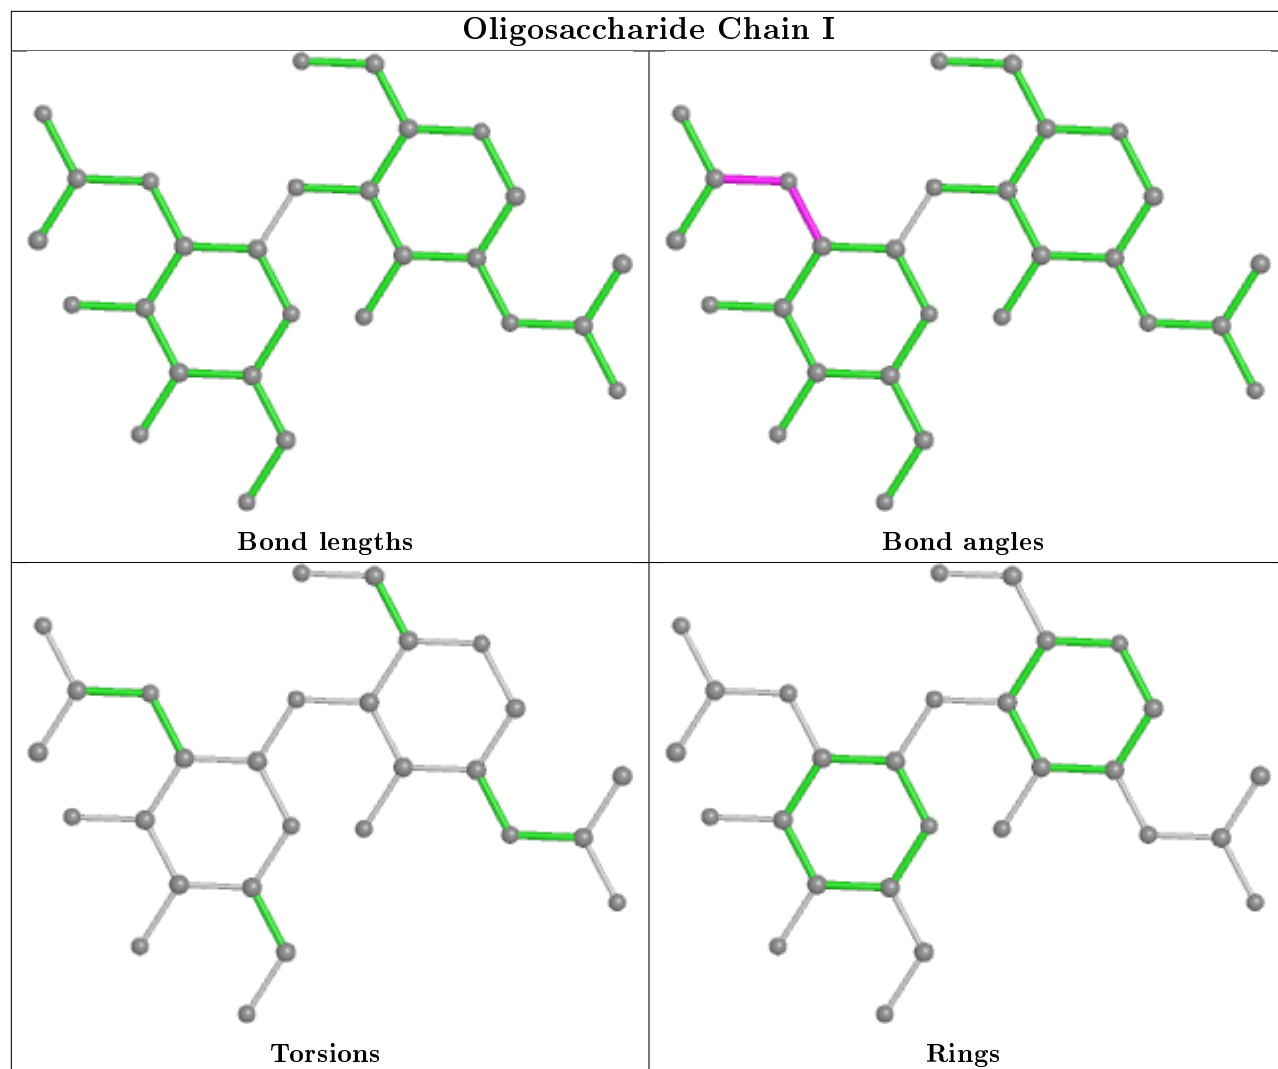 Oligosaccharide Chain I
Bond lengths
Bond angles
Torsions
Rings